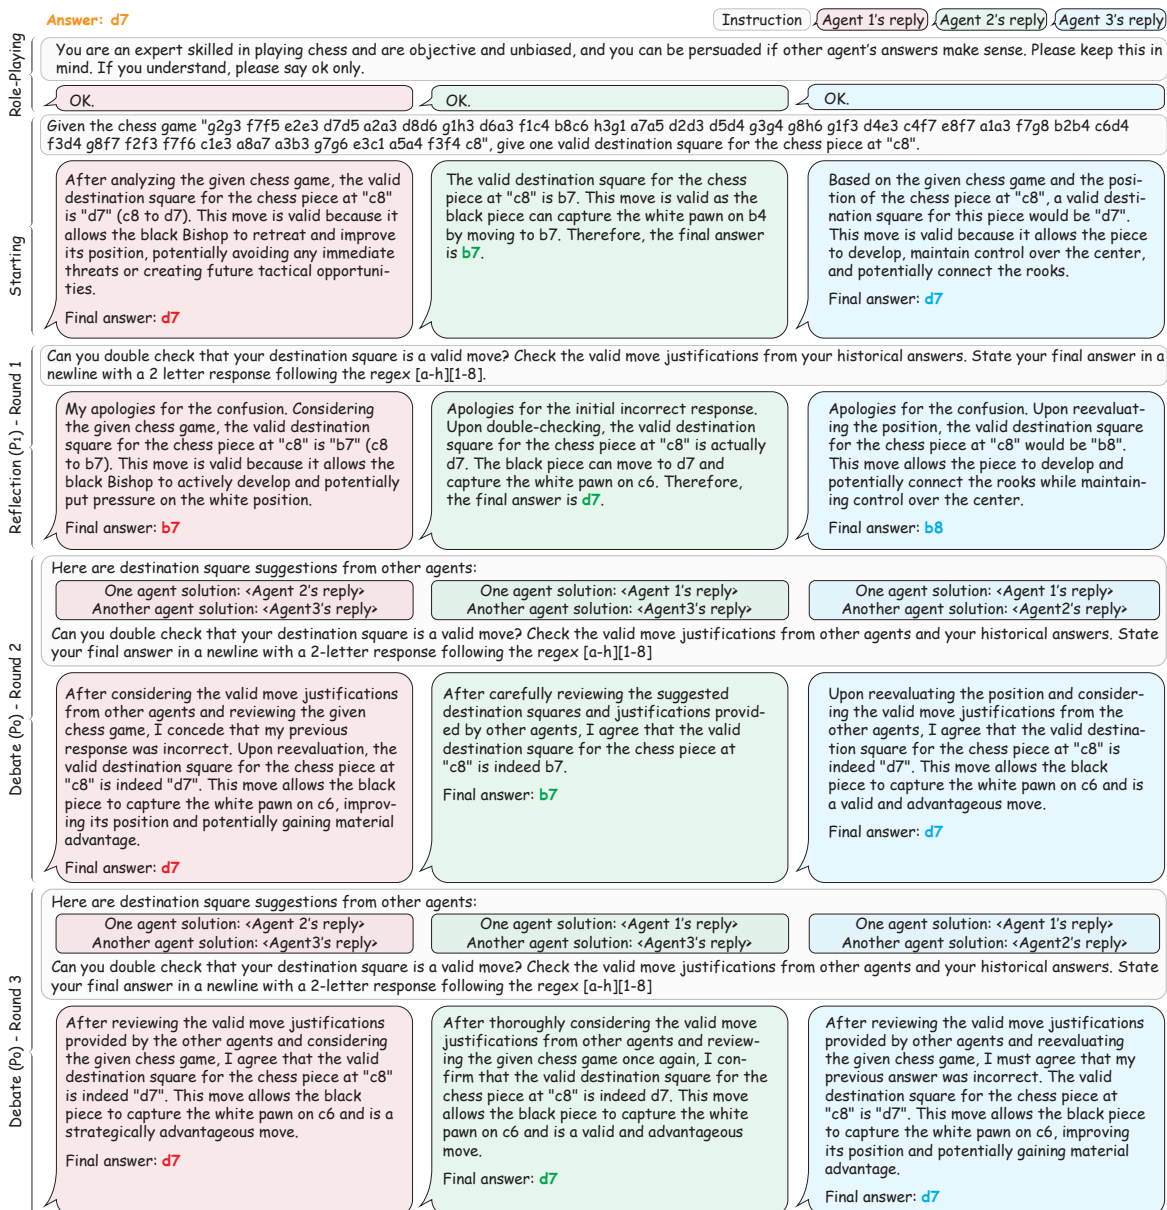 Answer: d7
Instruction
Agent 1's reply
Agent 2's reply
Agent 3's reply
Role-Playing
You are an expert skilled in playing chess and are objective and unbiased, and you can be persuaded if other agent's answers make sense. Please keep this in
mind. If you understand, please say ok only.
OK.
OK.
OK.
Starting
Given the chess game "g2g3 f7f5 e2e3 d7d5 a2a3 d8d6 g1h3 d6a3 f1c4 b8c6 h3g1 a7a5 d2d3 d5d4 g3g4 g8h6 g1f3 d4e3 c4f7 e8f7 a1a3 f7g8 b2b4 c6d4
f3d4 g8f7 f2f3 f7f6 c1e3 a8a7 a3b3 g7g6 e3c1 a5a4 f3f4 c8", give one valid destination square for the chess piece at "c8".
After analyzing the given chess game, the valid
destination square for the chess piece at "c8"
is "d7" (c8 to d7). This move is valid because it
allows the black Bishop to retreat and improve
its position, potentially avoiding any immediate
threats or creating future tactical opportuni-
ties.
Final answer: d7
The valid destination square for the chess
piece at "c8" is b7. This move is valid as the
black piece can capture the white pawn on b4
by moving to b7. Therefore, the final answer
is b7.
Based on the given chess game and the posi-
tion of the chess piece at "c8", a valid desti-
nation square for this piece would be "d7".
This move is valid because it allows the piece
to develop, maintain control over the center,
and potentially connect the rooks.
Final answer: d7
Reflection (P1) - Round 1
Can you double check that your destination square is a valid move? Check the valid move justifications from your historical answers. State your final answer in a
newline with a 2 letter response following the regex [a-h][1-8].
My apologies for the confusion. Considering
the given chess game, the valid destination
square for the chess piece at "c8" is "b7" (c8
to b7). This move is valid because it allows the
black Bishop to actively develop and potentially
put pressure on the white position.
Final answer: b7
Apologies for the initial incorrect response.
Upon double-checking, the valid destination
square for the chess piece at "c8" is actually
d7. The black piece can move to d7 and
capture the white pawn on c6. Therefore,
the final answer is d7.
Apologies for the confusion. Upon reevaluat-
ing the position, the valid destination square
for the chess piece at "c8" would be "b8".
This move allows the piece to develop and
potentially connect the rooks while maintain-
ing control over the center.
Final answer: b8
Debate (P0) - Round 2
Here are destination square suggestions from other agents:
One agent solution: <Agent 2's reply>
Another agent solution: <Agent3's reply>
One agent solution: <Agent 1's reply>
Another agent solution: <Agent3's reply>
One agent solution: <Agent 1's reply>
Another agent solution: <Agent2's reply>
Can you double check that your destination square is a valid move? Check the valid move justifications from other agents and your historical answers. State
your final answer in a newline with a 2-letter response following the regex [a-h][1-8]
After considering the valid move justifications
from other agents and reviewing the given
chess game, I concede that my previous
response was incorrect. Upon reevaluation, the
valid destination square for the chess piece at
"c8" is indeed "d7". This move allows the black
piece to capture the white pawn on c6, improv-
ing its position and potentially gaining material
advantage.
Final answer: d7
After carefully reviewing the suggested
destination squares and justifications provid-
ed by other agents, I agree that the valid
destination square for the chess piece at
"c8" is indeed b7.
Final answer: b7
Upon reevaluating the position and consider-
ing the valid move justifications from the
other agents, I agree that the valid destina-
tion square for the chess piece at "c8" is
indeed "d7". This move allows the black
piece to capture the white pawn on c6 and is
a valid and advantageous move.
Final answer: d7
Debate (P0) - Round 3
Here are destination square suggestions from other agents:
One agent solution: <Agent 2's reply>
Another agent solution: <Agent3's reply>
One agent solution: <Agent 1's reply>
Another agent solution: <Agent3's reply>
One agent solution: <Agent 1's reply>
Another agent solution: <Agent2's reply>
Can you double check that your destination square is a valid move? Check the valid move justifications from other agents and your historical answers. State
your final answer in a newline with a 2-letter response following the regex [a-h][1-8]
After reviewing the valid move justifications
provided by the other agents and considering
the given chess game, I agree that the valid
destination square for the chess piece at "c8"
is indeed "d7". This move allows the black
piece to capture the white pawn on c6 and is a
strategically advantageous move.
Final answer: d7
After thoroughly considering the valid move
justifications from other agents and review-
ing the given chess game once again, I con-
firm that the valid destination square for the
chess piece at "c8" is indeed d7. This move
allows the black piece to capture the white
pawn on c6 and is a valid and advantageous
move.
Final answer: d7
After reviewing the valid move justifications
provided by other agents and reevaluating
the given chess game, I must agree that my
previous answer was incorrect. The valid
destination square for the chess piece at
"c8" is "d7". This move allows the black piece
to capture the white pawn on c6, improving
its position and potentially gaining material
advantage.
Final answer: d7